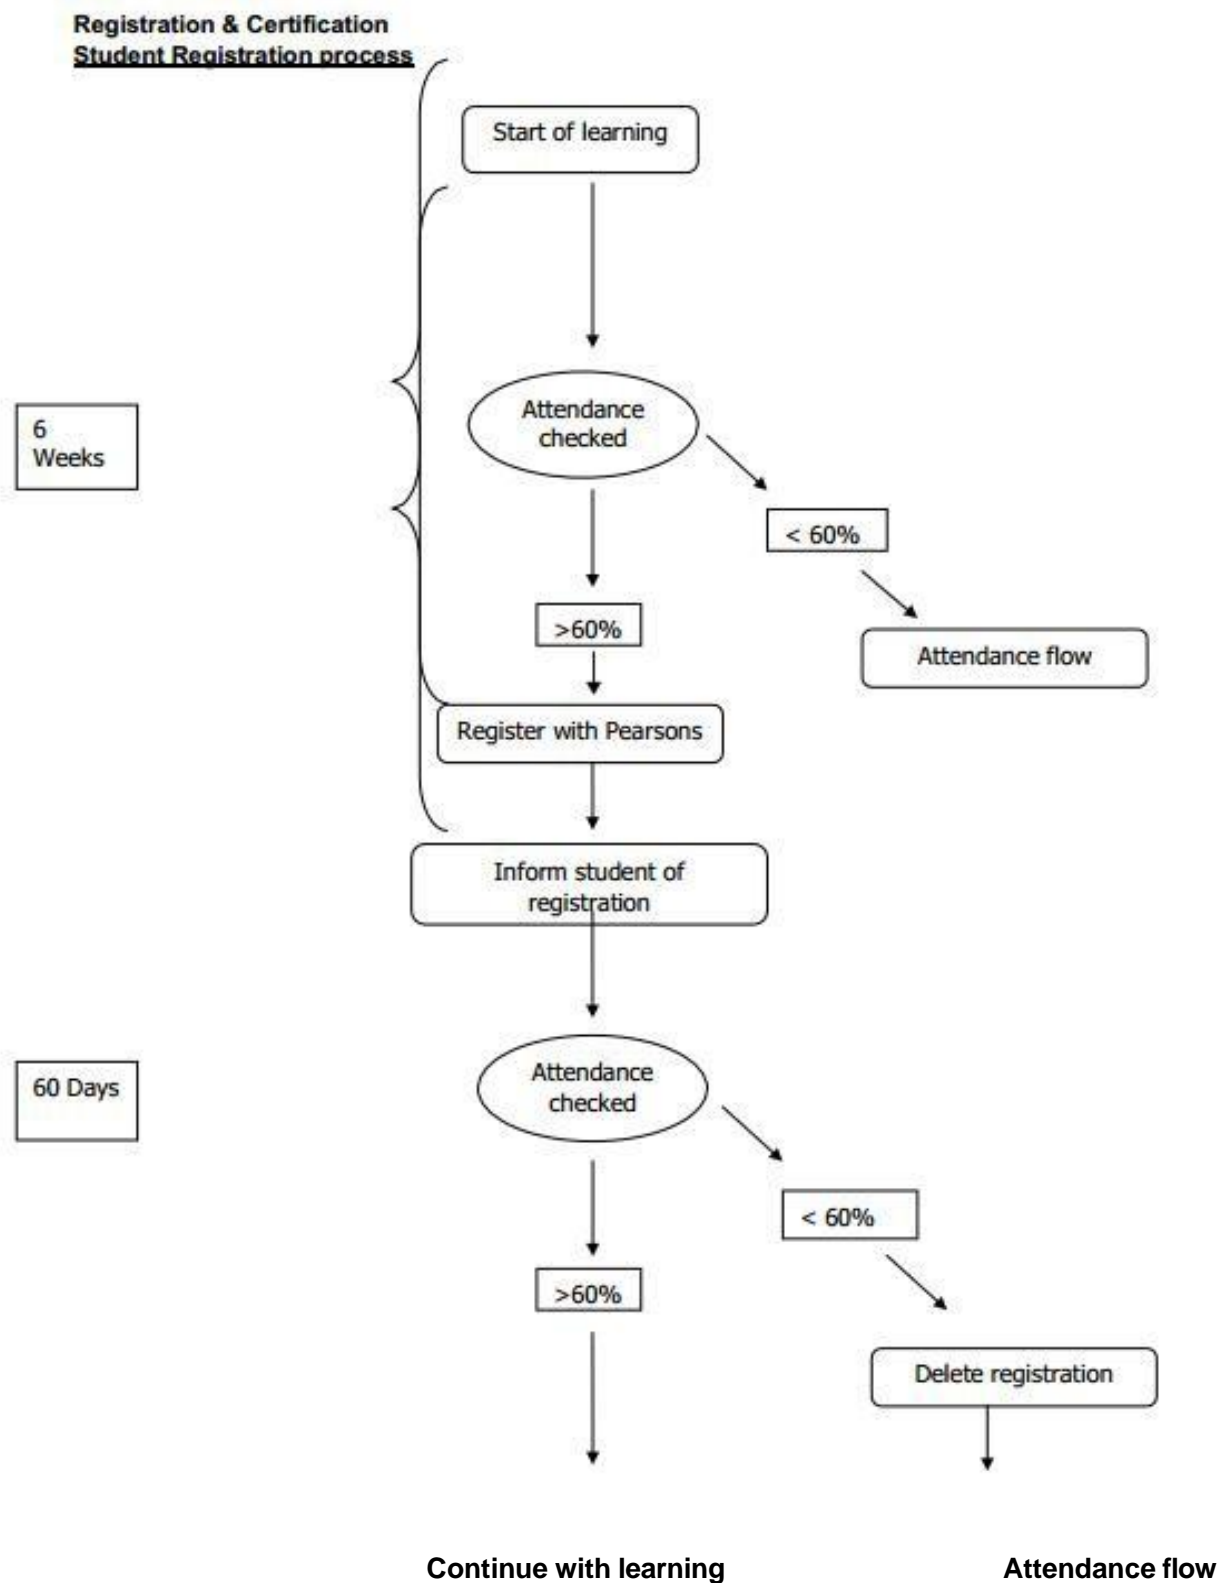 Registration & Certification
Student Registration process
Start of learning
Attendance
checked
6
Weeks
< 60%
>60%
Attendance flow
Register with Pearsons
Inform student of
registration
Attendance
checked
60 Days
< 60%
>60%
Delete registration
Continue with learning
Attendance flow